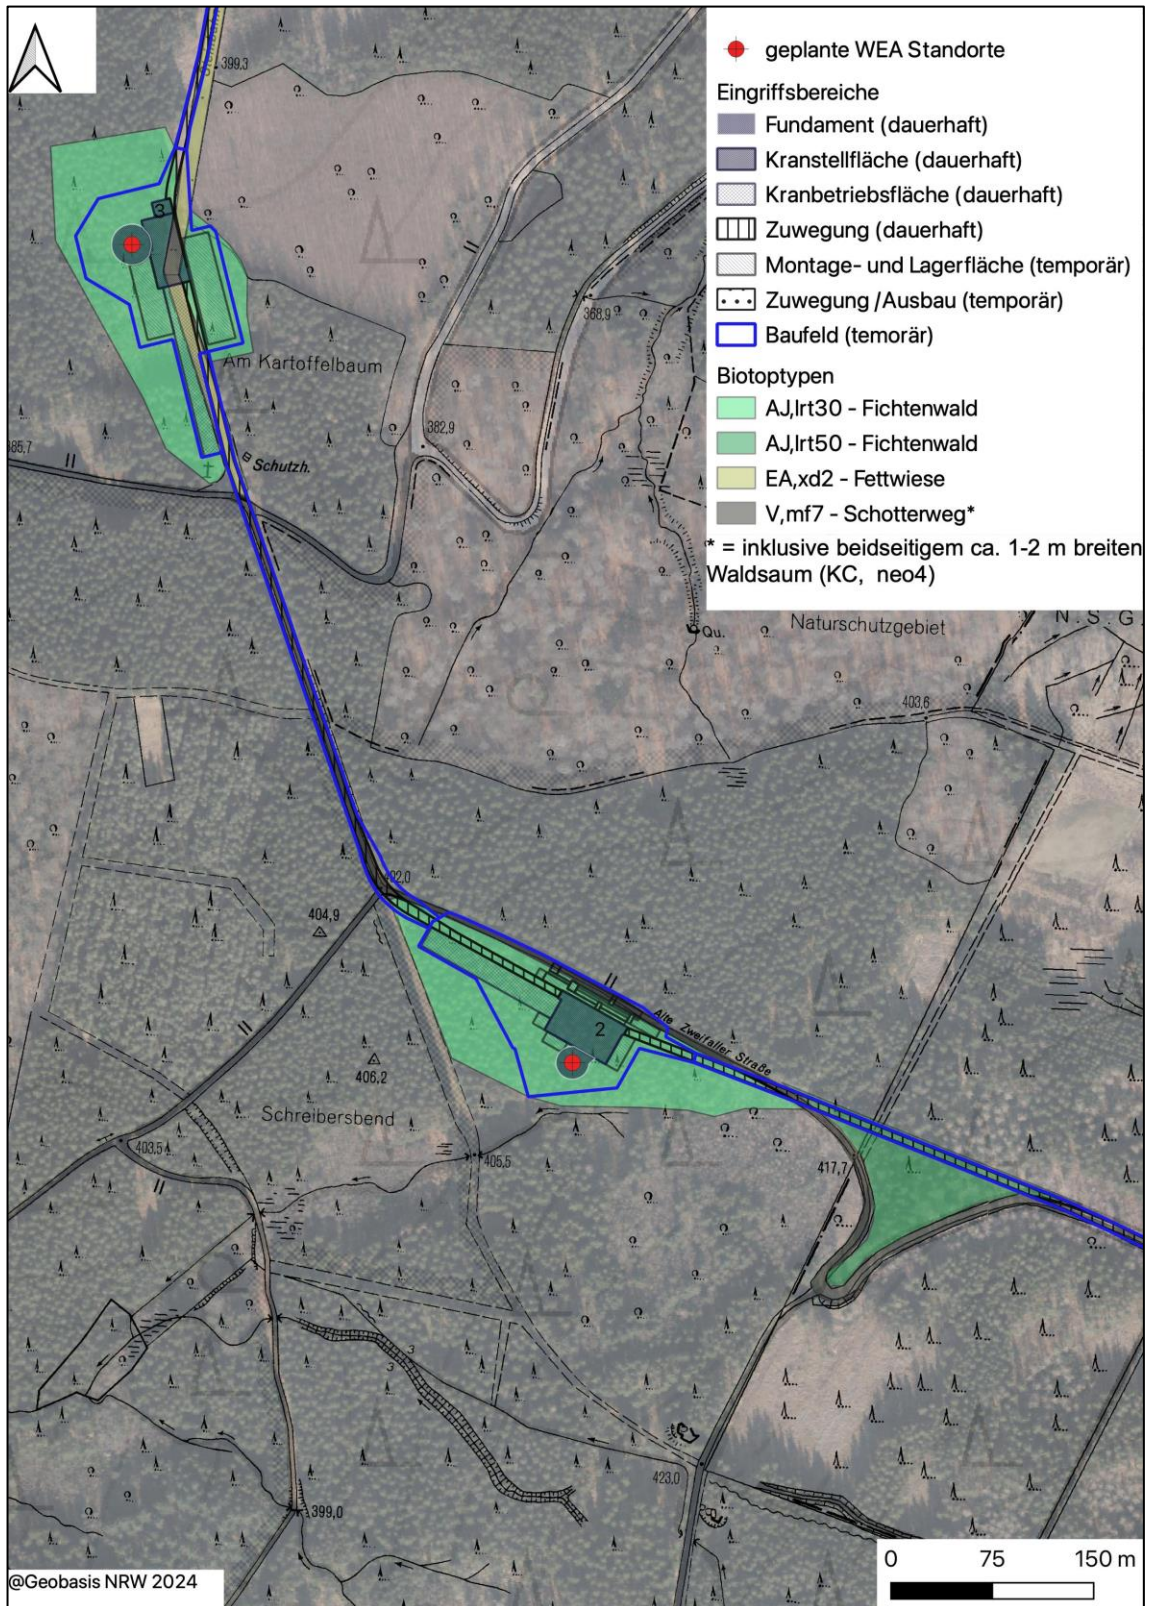 399,3
geplante WEA Standorte
Eingriffsbereiche
Fundament (dauerhaft)
Kranstellfläche (dauerhaft)
Kranbetriebsfläche (dauerhaft)
Zuwegung (dauerhaft)
Montage- und Lagerfläche (temporär)
Zuwegung /Ausbau (temporär)
Baufeld (temorär)
Biotoptypen
AJ,lrt30 - Fichtenwald
AJ,lrt50 - Fichtenwald
EA,xd2 - Fettwiese
V,mf7 - Schotterweg*
* = inklusive beidseitigem ca. 1-2 m breiten
Waldsaum (KC, neo4)
3
368,9
Am Kartoffelbaum
382,9
Schutzh.
Qu.
Naturschutzgebiet
N.S.G.
403,6
404,9
2
Alte Zweifaller Straße
406,2
Schreibersbend
403,5
405,5
417,7
3
3
423,0
399,0
0 75 150 m
@Geobasis NRW 2024